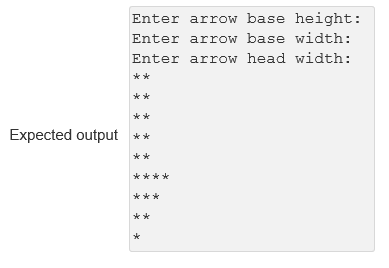 Enter arrow base height:
Enter arrow base width:
Enter arrow head width:
**
**
**
Expected output
**
**
****
***
**
*